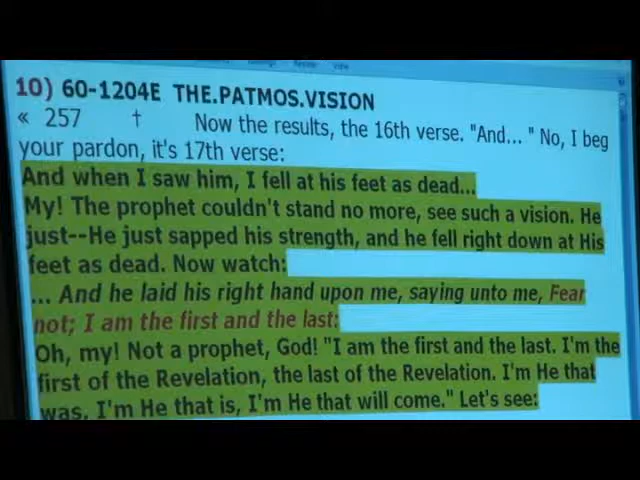 10) 60-1204E THE.PATMOS.VISION
« 257 † Now the results, the 16th verse. "And... " No, I beg
your pardon, it's 17th verse:
And when I saw him, I fell at his feet as dead...
My! The prophet couldn't stand no more, see such a vision. He
just--He just sapped his strength, and he fell right down at His
feet as dead. Now watch:
... And he laid his right hand upon me, saying unto me, Fear
not; I am the first and the last:
Oh, my! Not a prophet, God! "I am the first and the last. I'm the
first of the Revelation, the last of the Revelation. I'm He that
was. I'm He that is, I'm He that will come." Let's see: